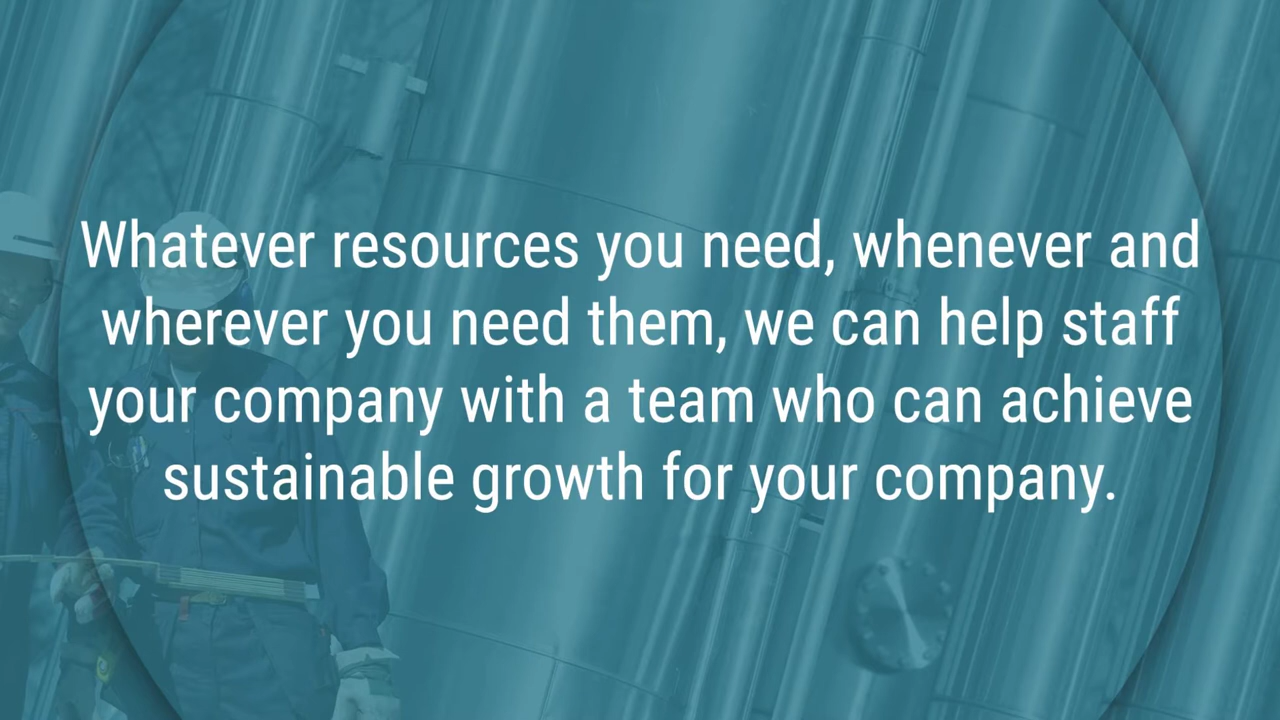 Whatever resources you need, whenever and
wherever you need them, we can help staff
your company with a team who can achieve
sustainable growth for your company.